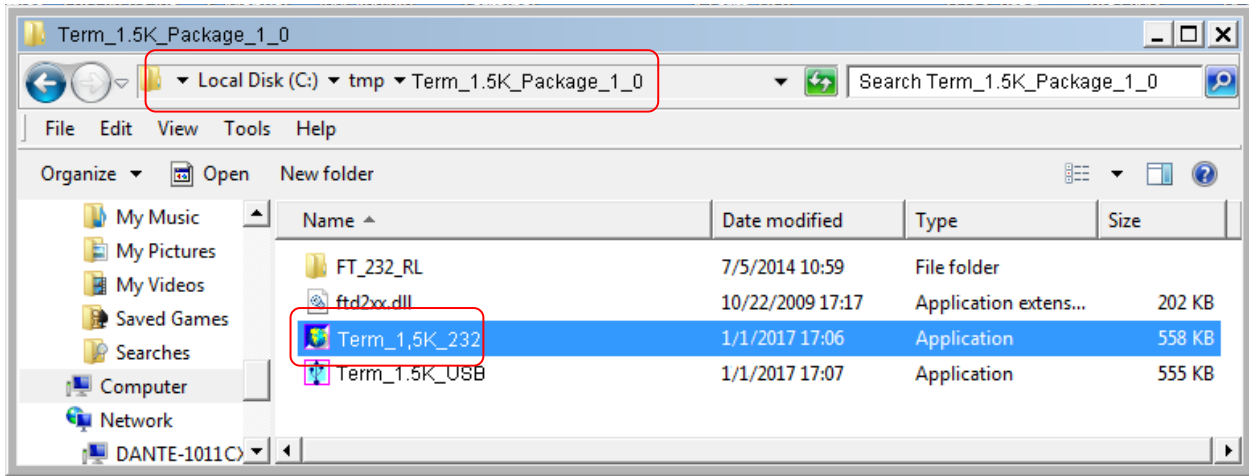 Term_1.5K_Package_1_0
Local Disk (C:) tmp Term_1.5K_Package_1_0 Search Term_1.5K_Package_1_0
File Edit View Tools Help
Organize Open New folder
My Music Name Date modified Type Size
My Pictures FT_232_RL 7/5/2014 10:59 File folder
My Videos
Saved Games ftd2xx.dll 10/22/2009 17:17 Application extens... 202 KB
Term_1,5K_232 1/1/2017 17:06 Application 558 KB
Searches
Computer Term_1.5K_USB 1/1/2017 17:07 Application 555 KB
Network
DANTE-1011C